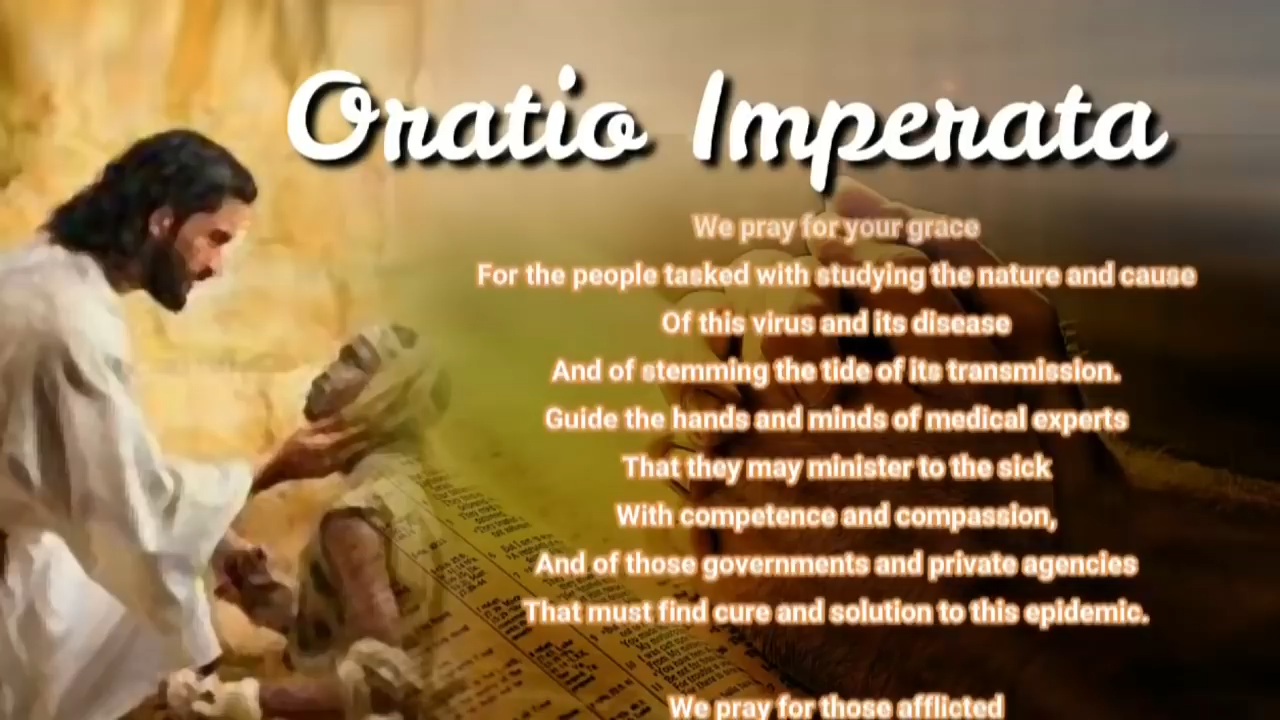 Oratio Imperata
We pray for your grace
For the people tasked with studying the nature and cause
Of this virus and its disease
And of stemming the tide of its transmission.
Guide the hands and minds of medical experts
That they may minister to the sick
With competence and compassion,
And of those governments and private agencies
That must find cure and solution to this epidemic.
We pray for those afflicted